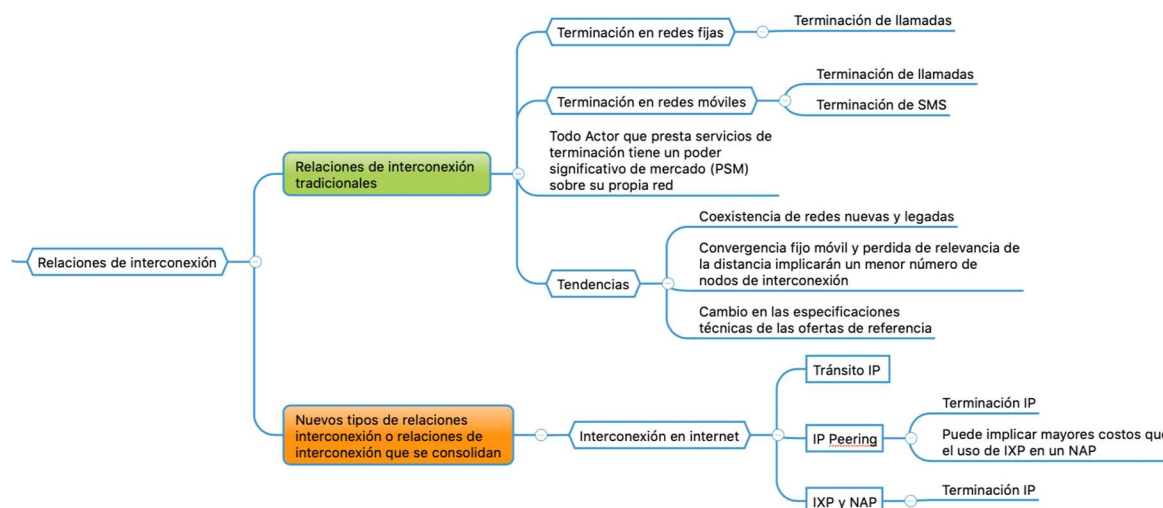 Relaciones de interconexión
Relaciones de interconexión
tradicionales
Terminación en redes fijas
Terminación de llamadas
Terminación en redes móviles
Terminación de llamadas
Terminación de SMS
Todo Actor que presta servicios de
terminación tiene un poder
significativo de mercado (PSM)
sobre su propia red
Tendencias
Coexistencia de redes nuevas y legadas
Convergencia fijo móvil y perdida de relevancia de
la distancia implicarán un menor número de
nodos de interconexión
Cambio en las especificaciones
técnicas de las ofertas de referencia
Nuevos tipos de relaciones
interconexión o relaciones de
interconexión que se consolidan
Interconexión en internet
Tránsito IP
IP Peering
Terminación IP
Puede implicar mayores costos que
el uso de IXP en un NAP
IXP y NAP
Terminación IP